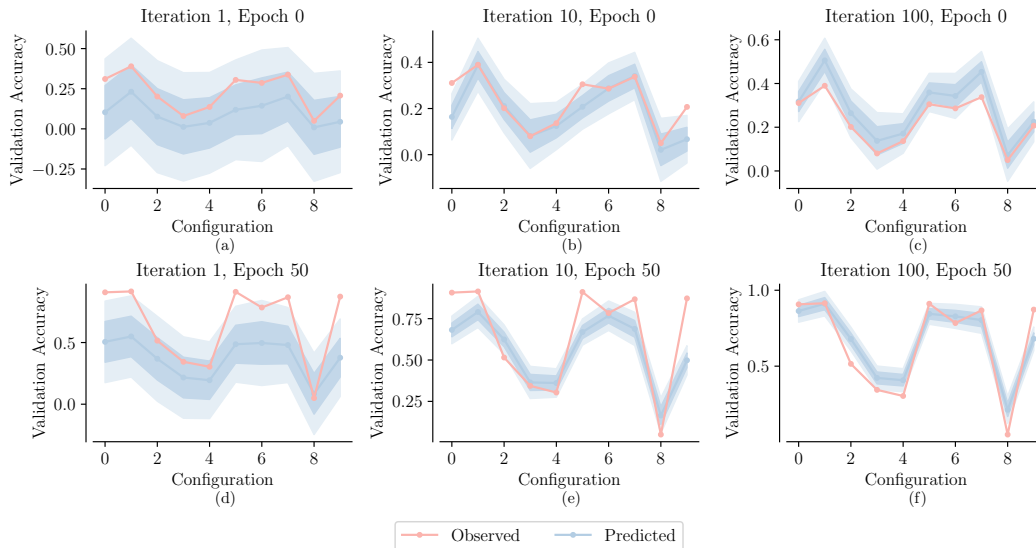 Iteration 1, Epoch 0
Validation Accuracy
0.50
0.25
0.00
−0.25
0 2 4 6 8
Configuration
(a)
Iteration 10, Epoch 0
Validation Accuracy
0.4
0.2
0.0
0 2 4 6 8
Configuration
(b)
Iteration 100, Epoch 0
Validation Accuracy
0.6
0.4
0.2
0.0
0 2 4 6 8
Configuration
(c)
Iteration 1, Epoch 50
Validation Accuracy
0.5
0.0
0 2 4 6 8
Configuration
(d)
Iteration 10, Epoch 50
Validation Accuracy
0.75
0.50
0.25
0 2 4 6 8
Configuration
(e)
Iteration 100, Epoch 50
Validation Accuracy
1.0
0.5
0 2 4 6 8
Configuration
(f)
Observed Predicted